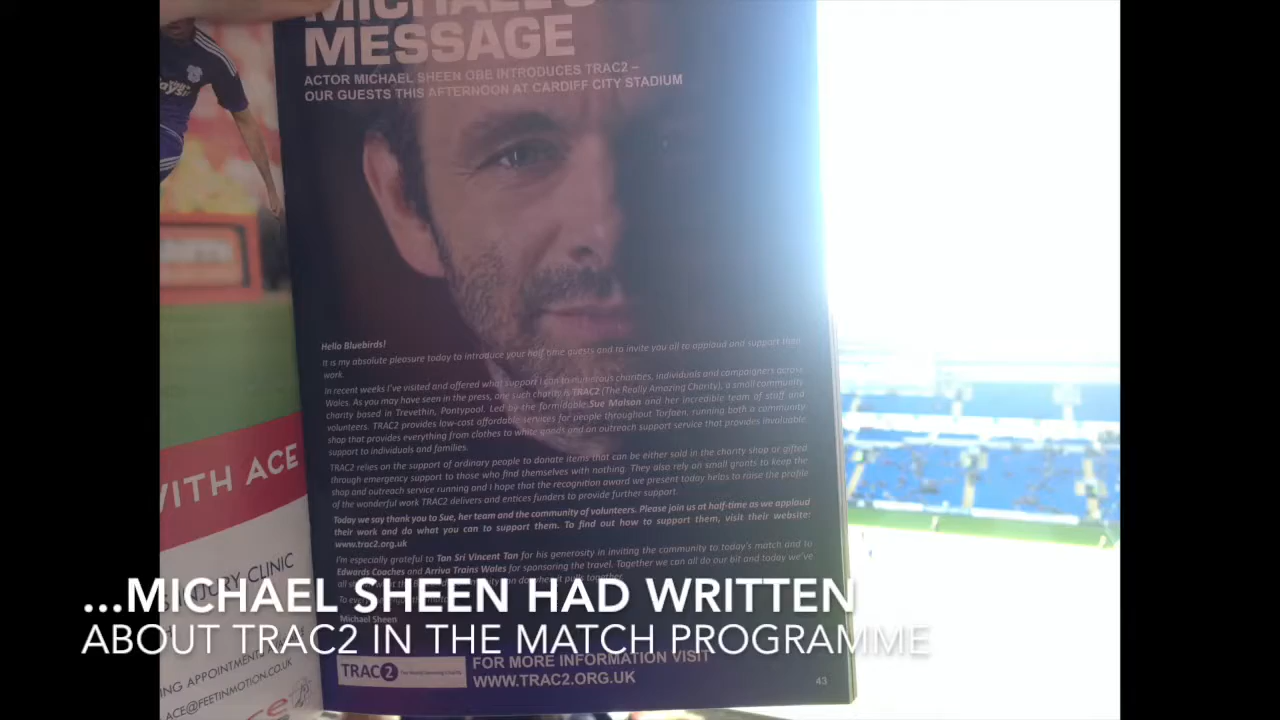 MICHAEL'S
MESSAGE
ACTOR MICHAEL SHEEN OBE INTRODUCES TRAC2 –
OUR GUESTS THIS AFTERNOON AT CARDIFF CITY STADIUM
Hello Bluebirds!
It is my absolute pleasure today to introduce your half time guests and to invite you all to applaud and support their
work.
In recent weeks I've visited and offered what support I can to numerous charities, individuals and campaigners across
Wales. As you may have seen in the press, one such charity is TRAC2 (The Really Amazing Charity), a small community
charity based in Trevethin, Pontypool. Led by the formidable Sue Malson and her incredible team of staff and
volunteers. TRAC2 provides low-cost affordable services for people throughout Torfaen, running both a community
shop that provides everything from clothes to white goods and an outreach support service that provides invaluable
support to individuals and families.
TRAC2 relies on the support of ordinary people to donate items that can be either sold in the charity shop or gifted
through emergency support to those who find themselves with nothing. They also rely on small grants to keep the
shop and outreach service running and I hope that the recognition award we present today helps to raise the profile
of the wonderful work TRAC2 delivers and entices funders to provide further support.
Today we say thank you to Sue, her team and the community of volunteers. Please join us at half-time as we applaud
their work and do what you can to support them. To find out how to support them, visit their website:
www.trac2.org.uk
I'm especially grateful to Tan Sri Vincent Tan for his generosity in inviting the community to today's match and to
Edwards Coaches and Arriva Trains Wales for sponsoring the travel. Together we can all do our bit and today we've
all pull together
Michael Sheen
TRAC2
FOR MORE INFORMATION VISIT
WWW.TRAC2.ORG.UK
43
WITH ACE
INJURY CLINIC
ING APPOINTMENT
ACE@FEETINMOTION.CO.UK
...MICHAEL SHEEN HAD WRITTEN
ABOUT TRAC2 IN THE MATCH PROGRAMME